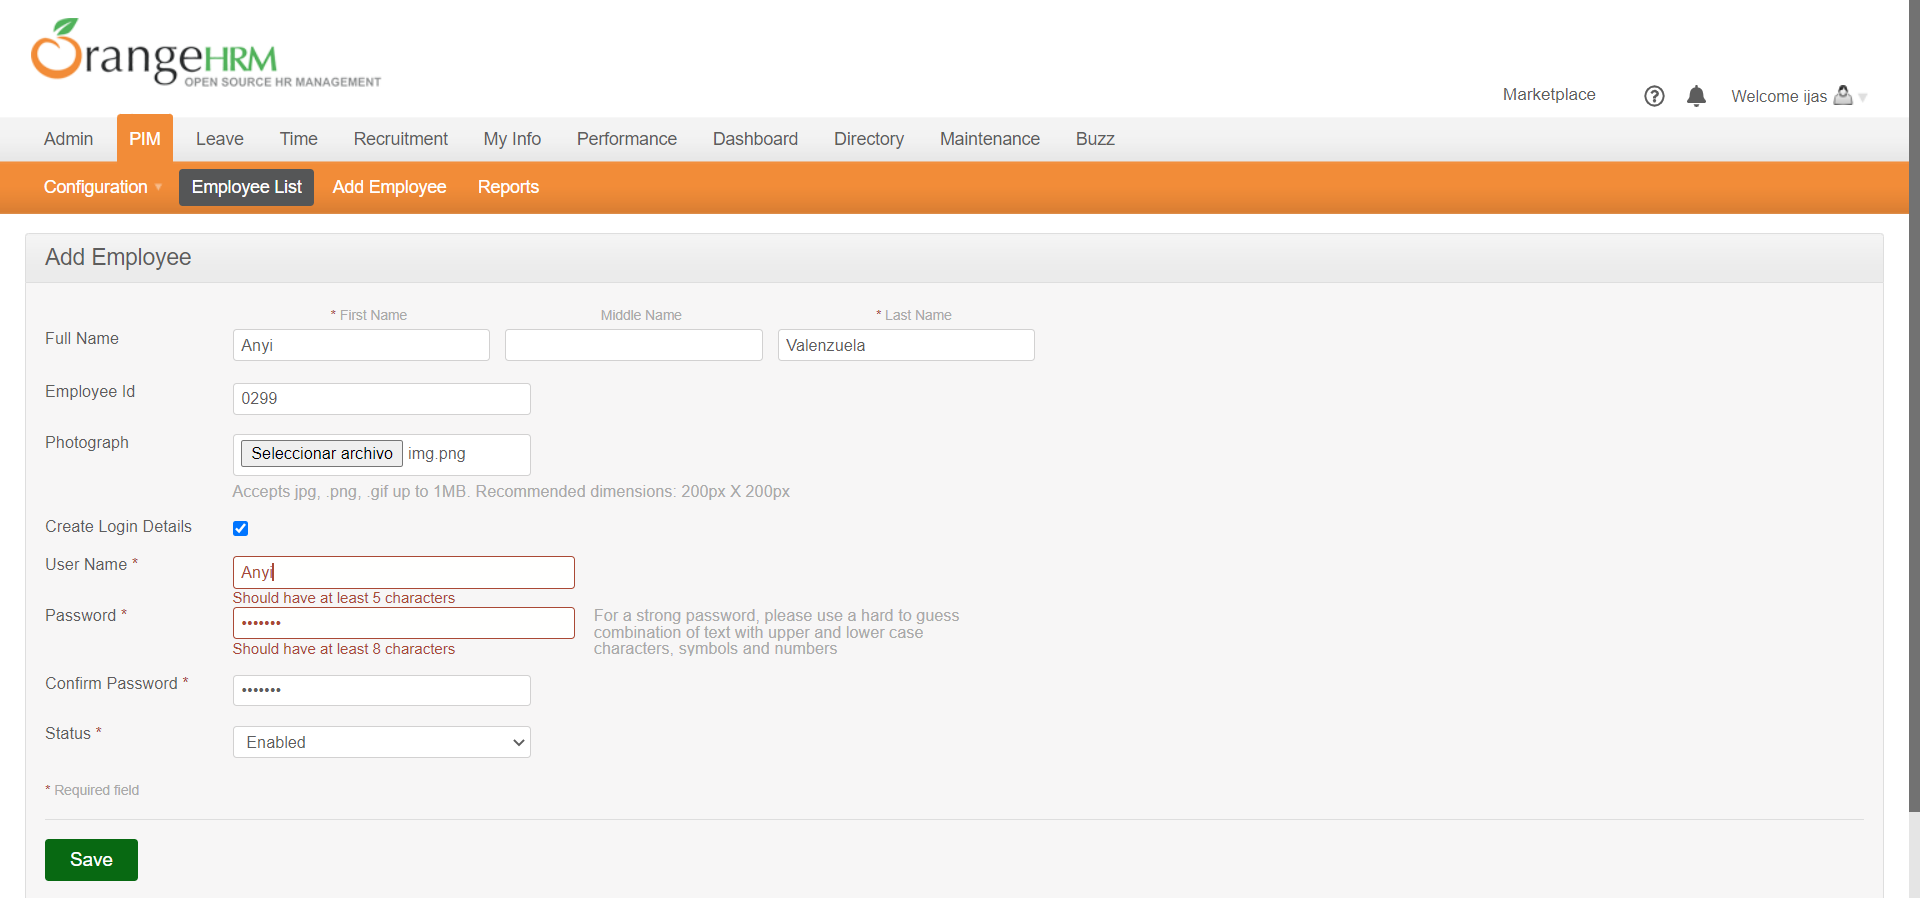 OrangeHRM
OPEN SOURCE HR MANAGEMENT
Marketplace
Welcome ijas
Admin PIM Leave Time Recruitment My Info Performance Dashboard Directory Maintenance Buzz
Configuration Employee List Add Employee Reports
Add Employee
* First Name Middle Name * Last Name
Full Name Anyi Valenzuela
Employee Id 0299
Photograph Seleccionar archivo img.png
Accepts jpg, .png, .gif up to 1MB. Recommended dimensions: 200px X 200px
Create Login Details
User Name * Anyi
Should have at least 5 characters
Password * •••••••
For a strong password, please use a hard to guess
combination of text with upper and lower case
characters, symbols and numbers
Should have at least 8 characters
Confirm Password * •••••••
Status * Enabled
* Required field
Save